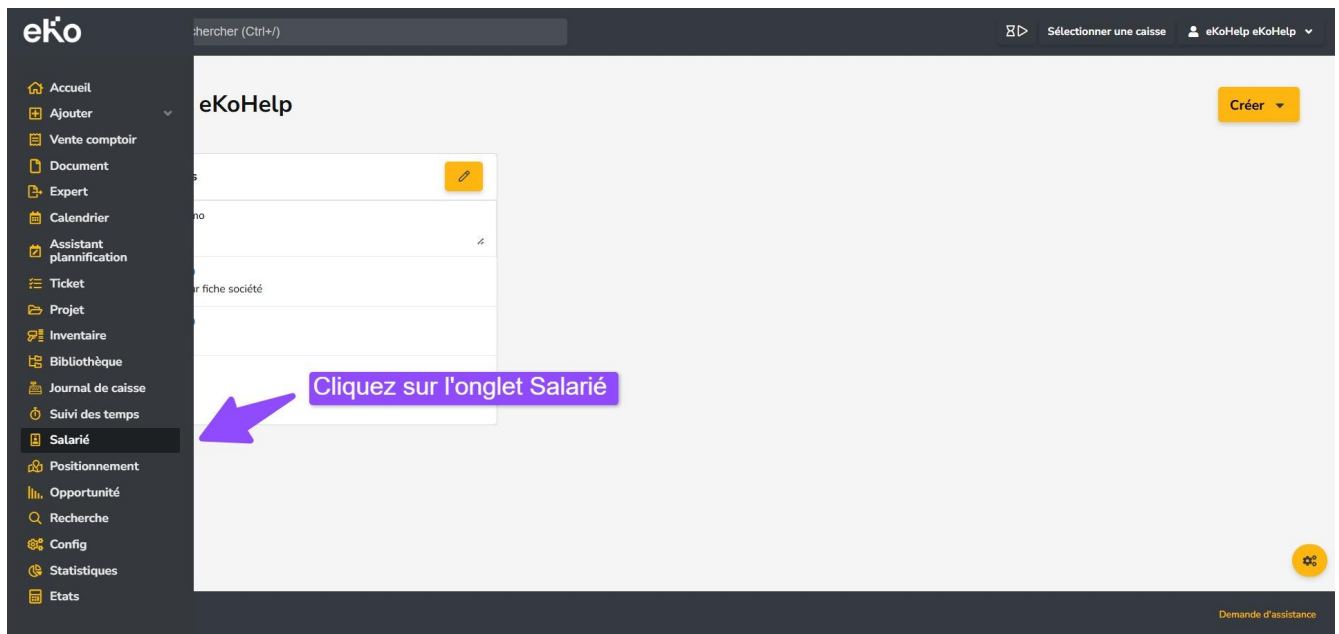 eKo
chercher (Ctrl+/)
Sélectionner une caisse
eKoHelp eKoHelp
Accueil
Ajouter
Vente comptoir
Document
Expert
Calendrier
Assistant
plannification
Ticket
Projet
Inventaire
Bibliothèque
Journal de caisse
Suivi des temps
Salarié
Positionnement
Opportunité
Recherche
Config
Statistiques
Etats
eKoHelp
Créer
fiche société
Cliquez sur l'onglet Salarié
Demande d'assistance